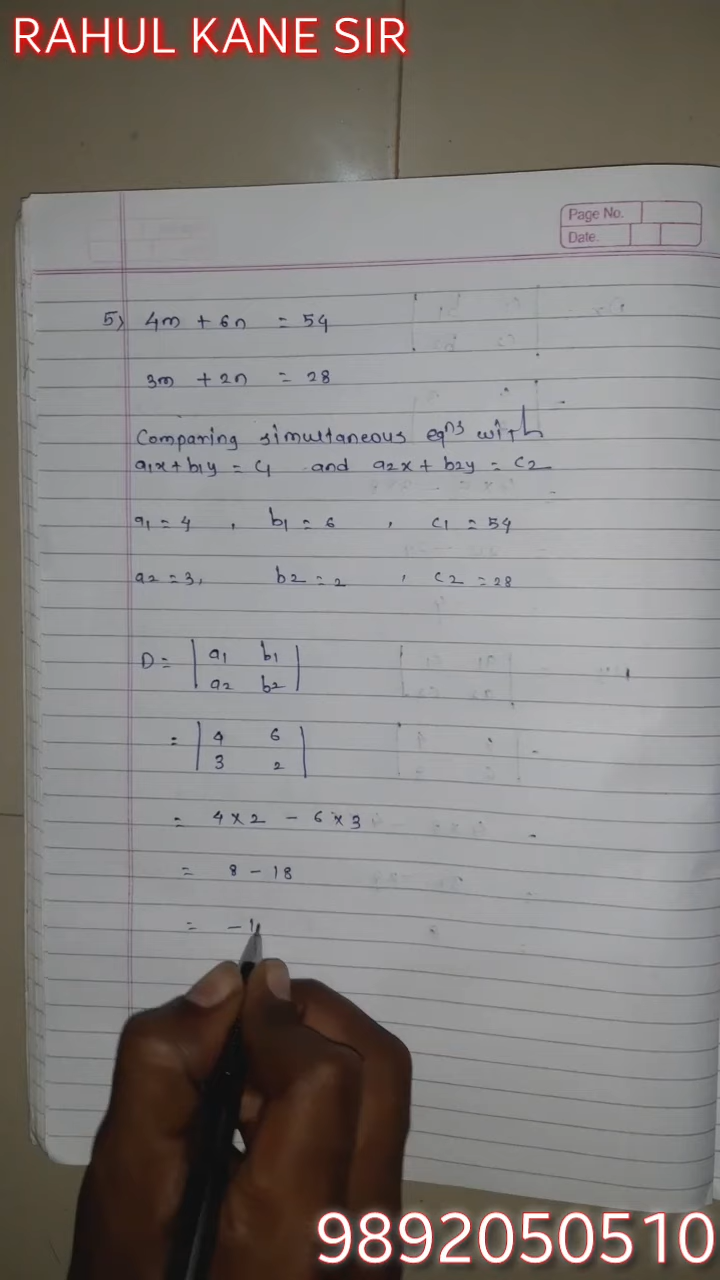 RAHUL KANE SIR
Page No.
Date.
5) 4m + 6n = 54
3m + 2n = 28
Comparing simultaneous eqns with
a1x + b1y = c1 and a2x + b2y = c2
a1 = 4 , b1 = 6 , c1 = 54
a2 = 3, b2 = 2 , c2 = 28
D = | a1 b1 |
| a2 b2 |
= | 4 6 |
| 3 2 |
= 4 × 2 - 6 × 3
= 8 - 18
= -1
9892050510